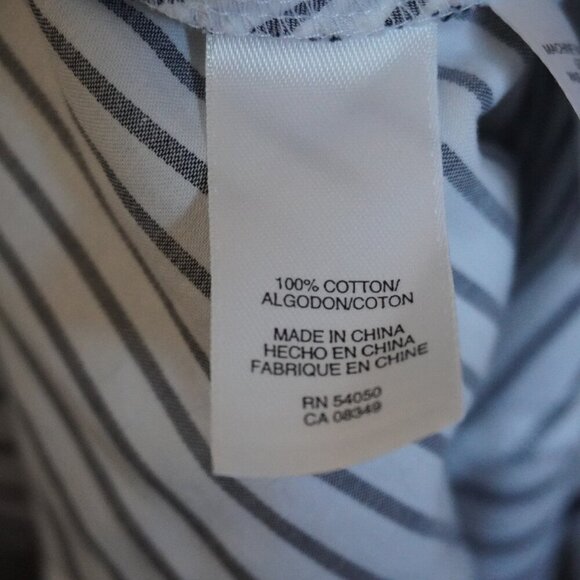 100% COTTON/
ALGODON/COTON
MADE IN CHINA
HECHO EN CHINA
FABRIQUE EN CHINE
RN 54050
CA 08349